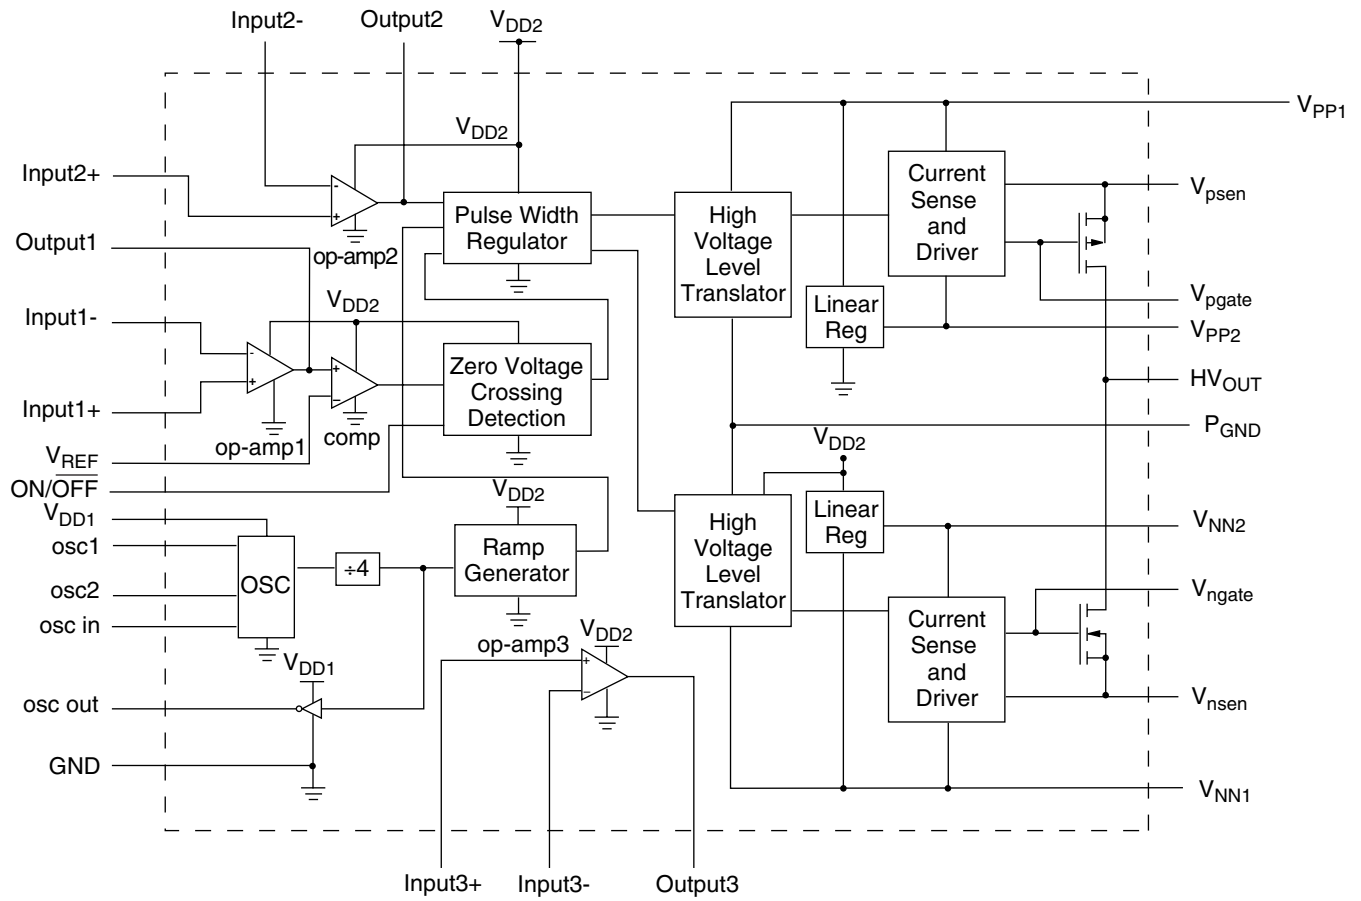 Input2-
Output2
VDD2
VDD2
VPP1
Input2+
Output1
op-amp2
Pulse Width
Regulator
High
Voltage
Level
Translator
Current
Sense
and
Driver
Vpsen
Vpgate
VPP2
Linear
Reg
Input1-
VDD2
Zero Voltage
Crossing
Detection
HVOUT
Input1+
op-amp1
comp
PGND
VREF
ON/OFF
VDD1
osc1
osc2
osc in
OSC
÷4
VDD2
Ramp
Generator
VDD2
High
Voltage
Level
Translator
Linear
Reg
VNN2
Vngate
Current
Sense
and
Driver
Vnsen
op-amp3
VDD2
VDD1
osc out
GND
VNN1
Input3+
Input3-
Output3